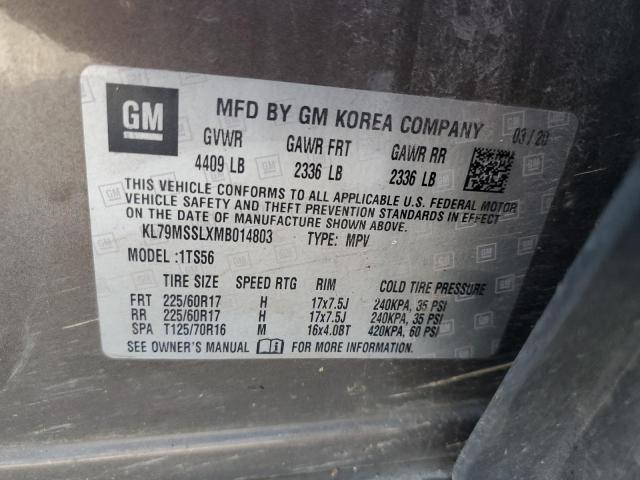 GM MFD BY GM KOREA COMPANY 03/20
GVWR GAWR FRT GAWR RR
4409 LB 2336 LB 2336 LB
THIS VEHICLE CONFORMS TO ALL APPLICABLE U.S. FEDERAL MOTOR
VEHICLE SAFETY AND THEFT PREVENTION STANDARDS IN EFFECT
ON THE DATE OF MANUFACTURE SHOWN ABOVE.
KL79MSSLXMB014803 TYPE: MPV
MODEL:1TS56
TIRE SIZE SPEED RTG RIM COLD TIRE PRESSURE
FRT 225/60R17 H 17x7.5J 240KPA, 35 PSI
RR 225/60R17 H 17x7.5J 240KPA, 35 PSI
SPA T125/70R16 M 16x4.0BT 420KPA, 60 PSI
SEE OWNER'S MANUAL FOR MORE INFORMATION